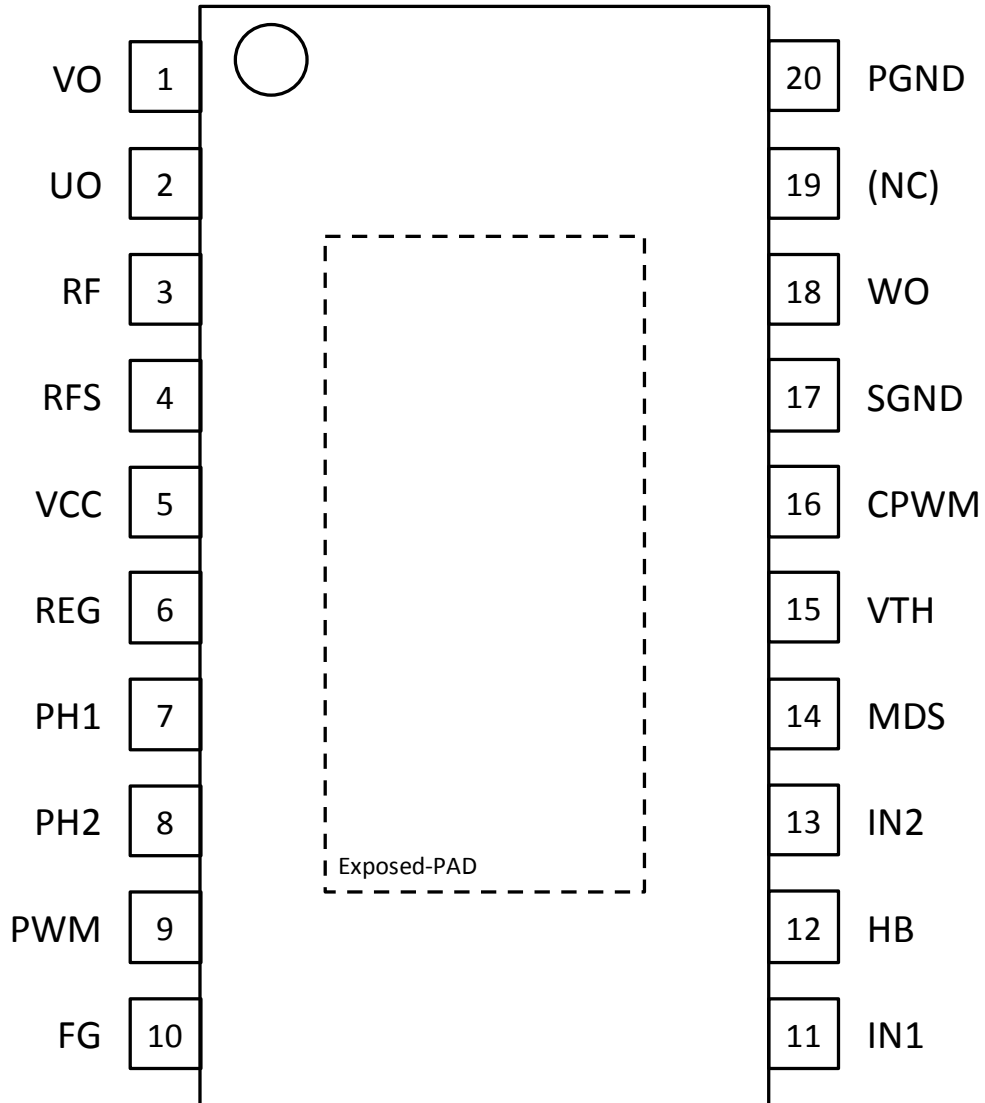 VO 1 20 PGND
UO 2 19 (NC)
RF 3 18 WO
RFS 4 17 SGND
VCC 5 16 CPWM
REG 6 15 VTH
PH1 7 14 MDS
PH2 8 13 IN2
Exposed-PAD
PWM 9 12 HB
FG 10 11 IN1